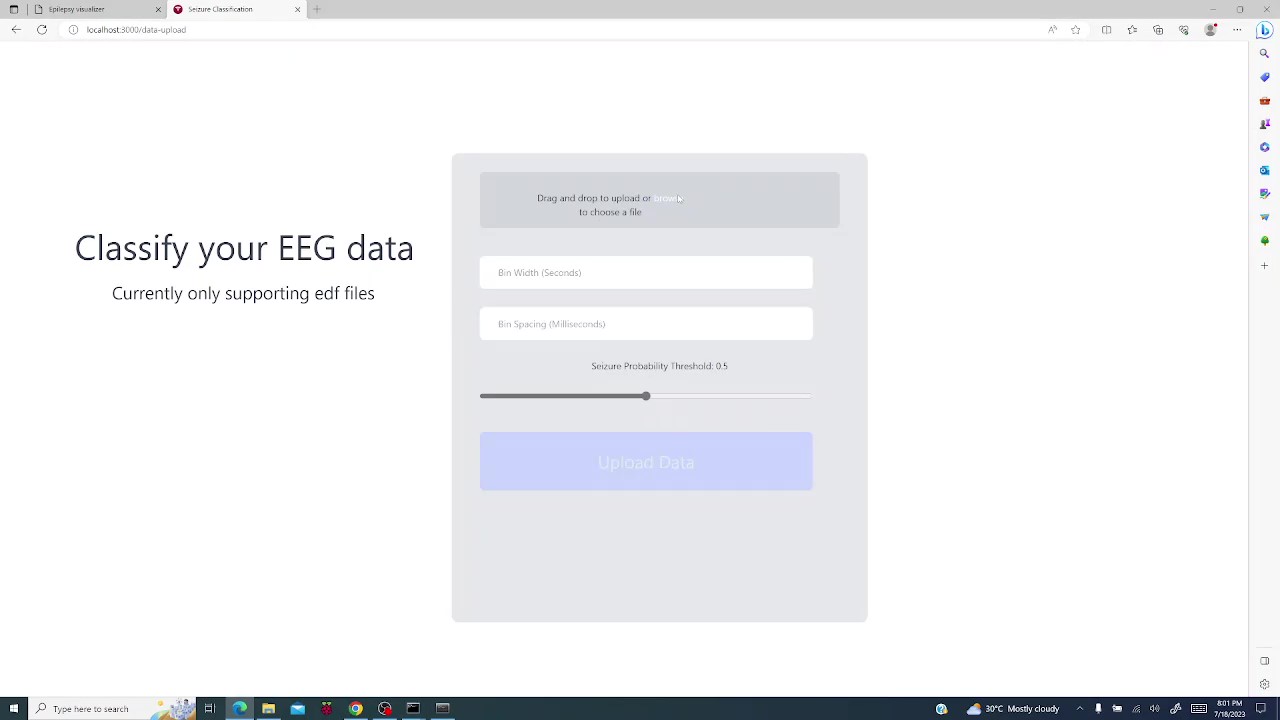 Epilepsy visualizer
Seizure Classification
localhost:3000/data-upload
Drag and drop to upload or browse
to choose a file
Classify your EEG data
Currently only supporting edf files
Bin Width (Seconds)
Bin Spacing (Milliseconds)
Seizure Probability Threshold: 0.5
Upload Data
Type here to search
30°C Mostly cloudy
8:01 PM
7/18/2023